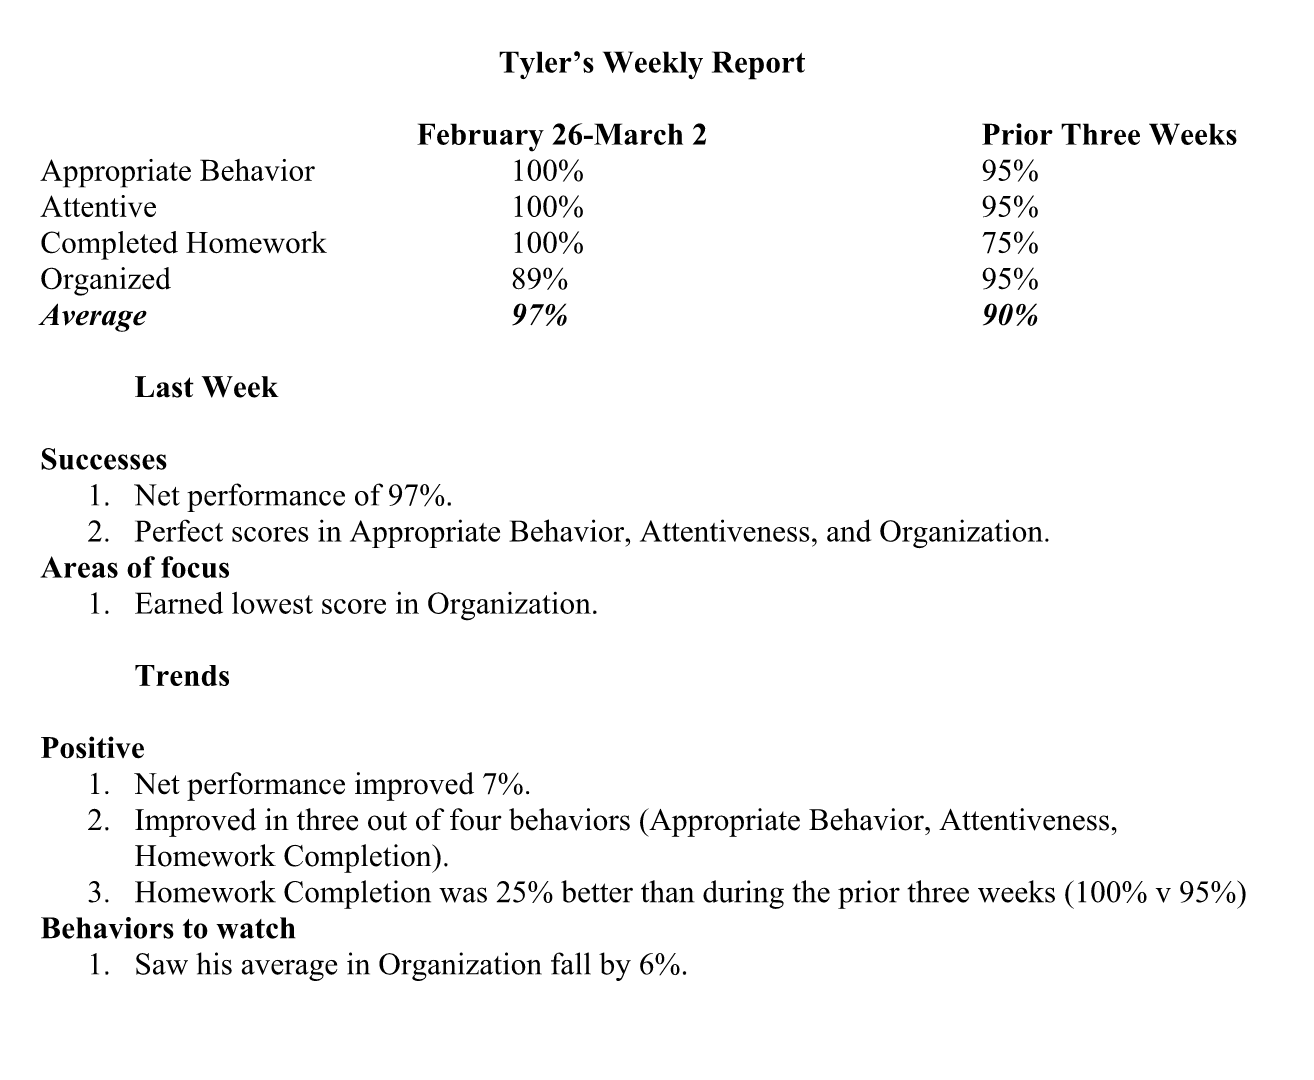 Tyler’s Weekly Report
February 26-March 2 Prior Three Weeks
Appropriate Behavior 100% 95%
Attentive 100% 95%
Completed Homework 100% 75%
Organized 89% 95%
Average 97% 90%
Last Week
Successes
1. Net performance of 97%.
2. Perfect scores in Appropriate Behavior, Attentiveness, and Organization.
Areas of focus
1. Earned lowest score in Organization.
Trends
Positive
1. Net performance improved 7%.
2. Improved in three out of four behaviors (Appropriate Behavior, Attentiveness,
Homework Completion).
3. Homework Completion was 25% better than during the prior three weeks (100% v 95%)
Behaviors to watch
1. Saw his average in Organization fall by 6%.